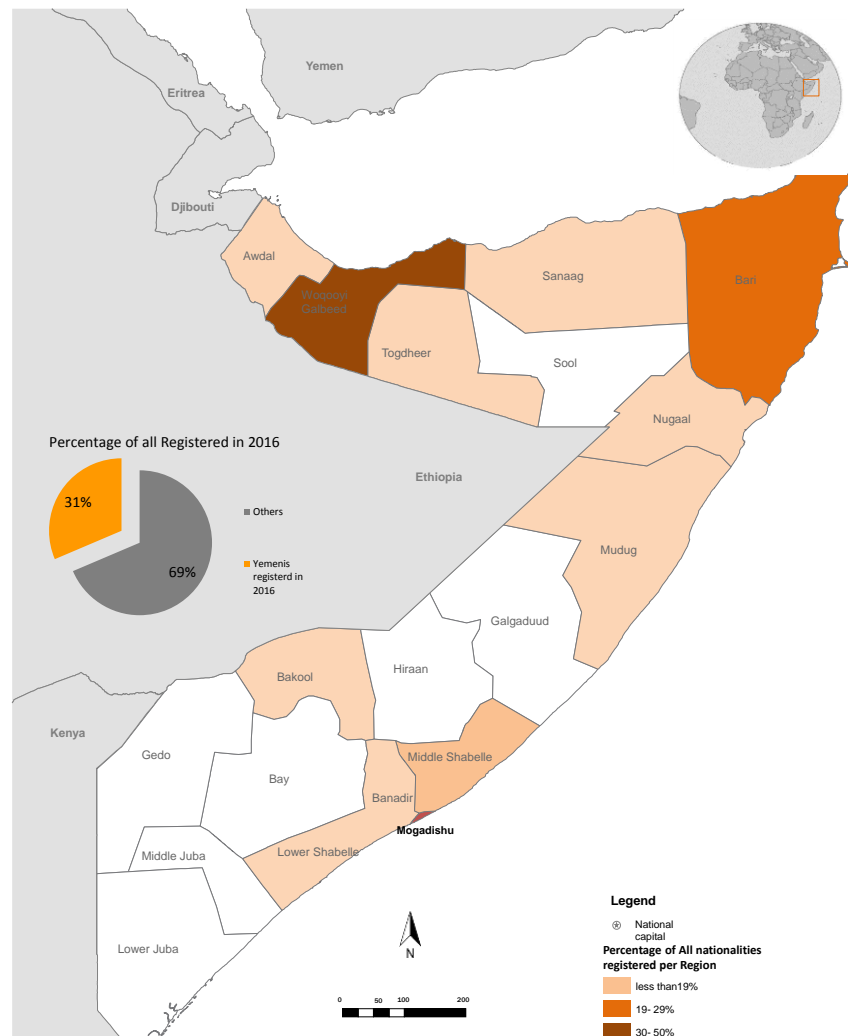 Yemen
Eritrea
Djibouti
Awdal
Woqooyi
Galbeed
Sanaag
Bari
Togdheer
Sool
Nugaal
Percentage of all Registered in 2016
31%
69%
Others
Yemenis
registerd in
2016
Ethiopia
Mudug
Galgaduud
Hiraan
Bakool
Kenya
Gedo
Bay
Middle Shabelle
Banadir
Mogadishu
Lower Shabelle
Middle Juba
Lower Juba
N
0 50 100 200
Legend
National
capital
Percentage of All nationalities
registered per Region
less than19%
19- 29%
30- 50%